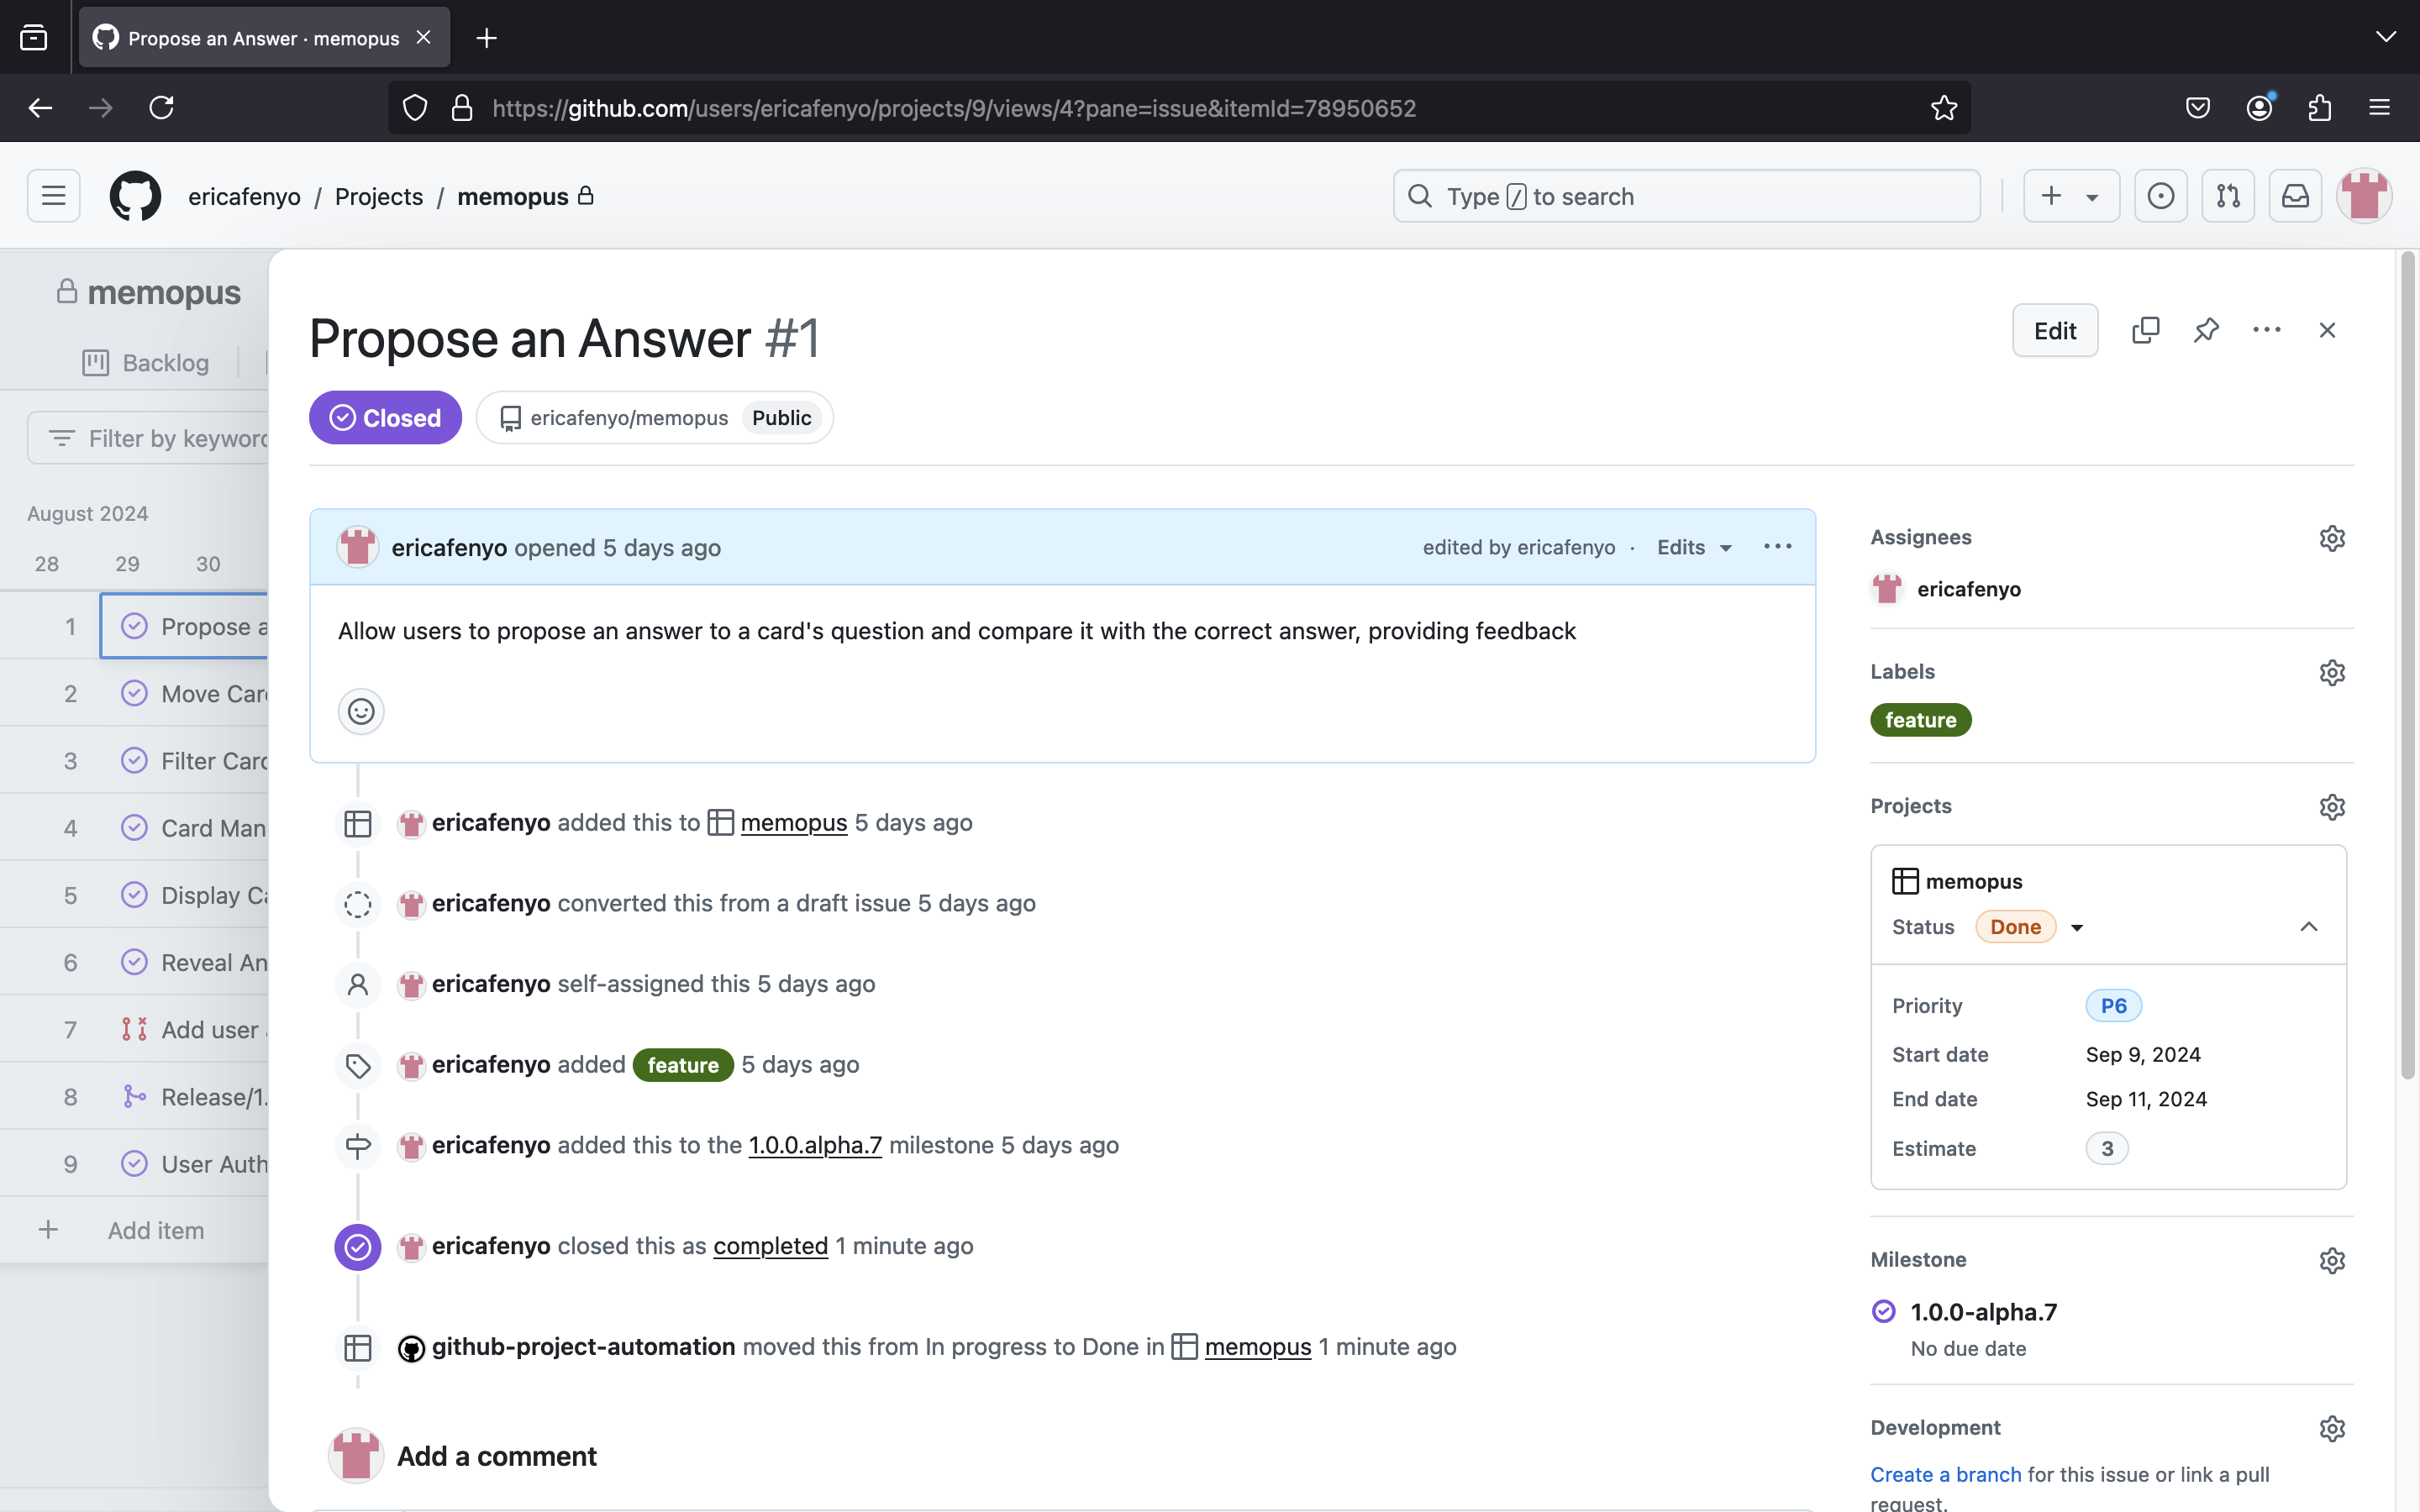 Propose an Answer · memopus
https://github.com/users/ericafenyo/projects/9/views/4?pane=issue&itemId=78950652
ericafenyo / Projects / memopus
Type / to search
memopus
Backlog
Filter by keyword
August 2024
28 29 30
1 Propose a
2 Move Car
3 Filter Card
4 Card Man
5 Display Ca
6 Reveal An
7 Add user
8 Release/1.
9 User Auth
Add item
Propose an Answer #1
Edit
Closed
ericafenyo/memopus Public
ericafenyo opened 5 days ago
edited by ericafenyo · Edits
Allow users to propose an answer to a card's question and compare it with the correct answer, providing feedback
ericafenyo added this to memopus 5 days ago
ericafenyo converted this from a draft issue 5 days ago
ericafenyo self-assigned this 5 days ago
ericafenyo added feature 5 days ago
ericafenyo added this to the 1.0.0.alpha.7 milestone 5 days ago
ericafenyo closed this as completed 1 minute ago
github-project-automation moved this from In progress to Done in memopus 1 minute ago
Add a comment
Assignees
ericafenyo
Labels
feature
Projects
memopus
Status Done
Priority P6
Start date Sep 9, 2024
End date Sep 11, 2024
Estimate 3
Milestone
1.0.0-alpha.7
No due date
Development
Create a branch for this issue or link a pull
request.